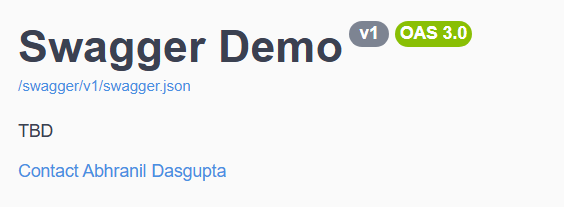 Swagger Demo v1 OAS 3.0
/swagger/v1/swagger.json
TBD
Contact Abhranil Dasgupta